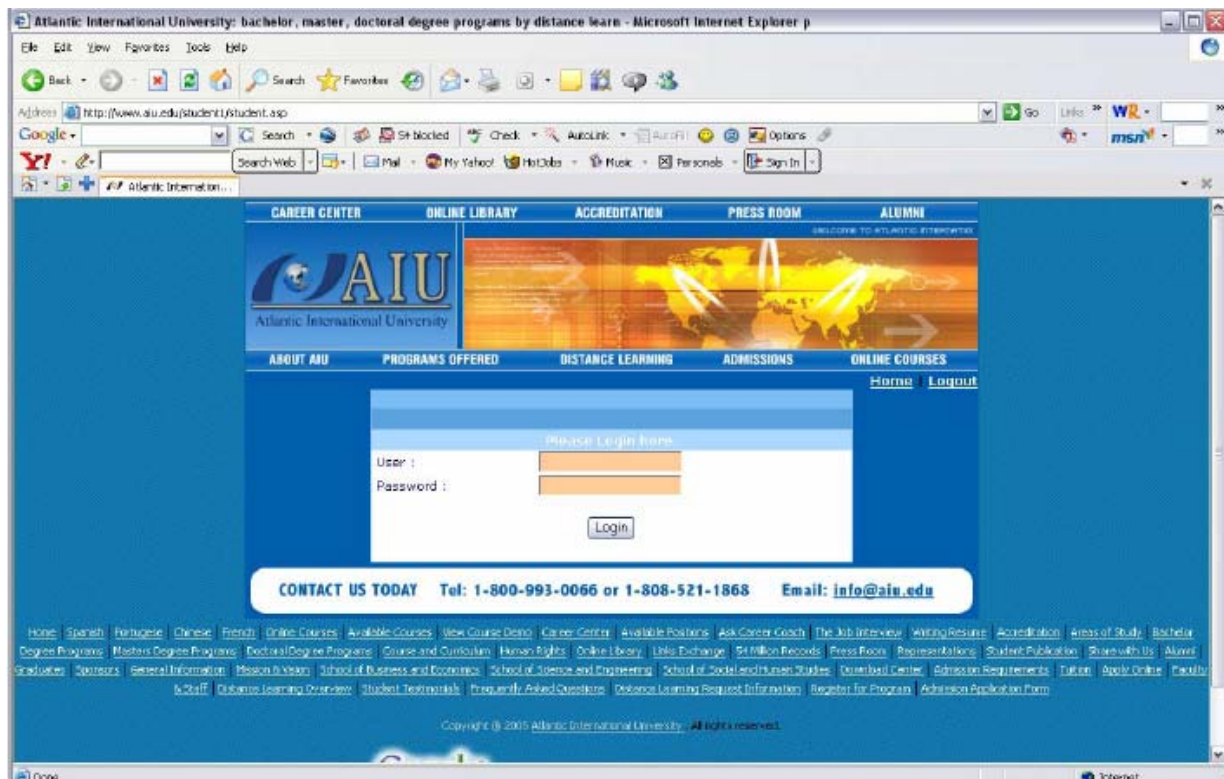 Atlantic International University: bachelor, master, doctoral degree programs by distance learn - Microsoft Internet Explorer p
File Edit View Favorites Tools Help
Back Search Favorites
Address http://www.aiu.edu/student1/student.asp Go Links
Google Search 54 blocked Check AutoLink AutoFill Options msn
Y! Search Web Mail My Yahoo! HotJobs Music Personals Sign In
Atlantic Internation...
CAREER CENTER ONLINE LIBRARY ACCREDITATION PRESS ROOM ALUMNI
WELCOME TO ATLANTIC
AIU
Atlantic International University
ABOUT AIU PROGRAMS OFFERED DISTANCE LEARNING ADMISSIONS ONLINE COURSES
Home | Logout
Please Login here
User :
Password :
Login
CONTACT US TODAY Tel: 1-800-993-0066 or 1-808-521-1868 Email: info@aiu.edu
Home | Spanish | Portugese | Chinese | French | Online Courses | Available Courses | View Course Demo | Career Center | Available Positions | Ask Career Coach | The Job Interview | Writing Resume | Accreditation | Areas of Study | Bachelor
Degree Programs | Masters Degree Programs | Doctoral Degree Programs | Course and Curriculum | Human Rights | Online Library | Links Exchange | 54 Million Records | Press Room | Representations | Student Publication | Share with Us | Alumni
Graduates | Sponsors | General Information | Mission & Vision | School of Business and Economics | School of Science and Engineering | School of Social and Human Studies | Download Center | Admission Requirements | Tuition | Apply Online | Faculty
& Staff | Distance Learning Overview | Student Testimonials | Frequently Asked Questions | Distance Learning Request Information | Register for Program | Admission Application Form
Copyright @ 2005 Atlantic International University . All rights reserved.
Done Internet